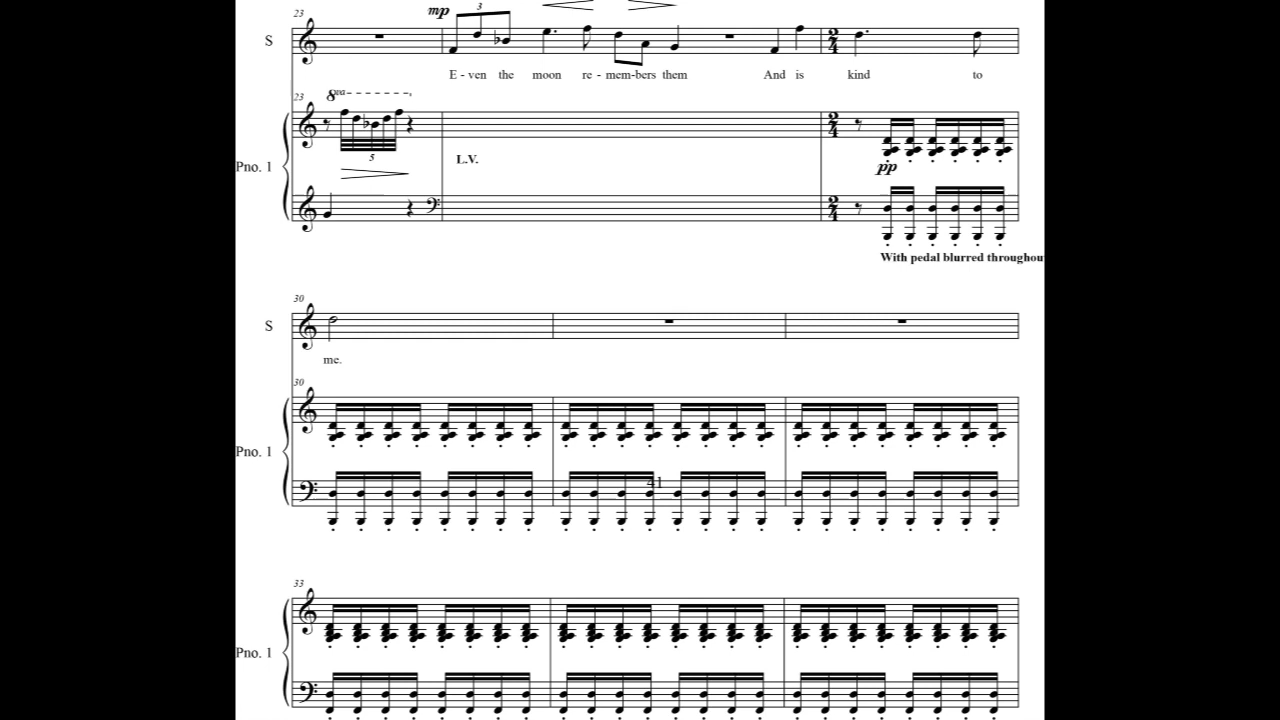 23
mp
3
S
E - ven the moon re - mem-bers them And is kind to
23
8va
5
Pno. 1
L.V.
pp
2 4
With pedal blurred throughou
30
S
me.
30
Pno. 1
41
33
Pno. 1